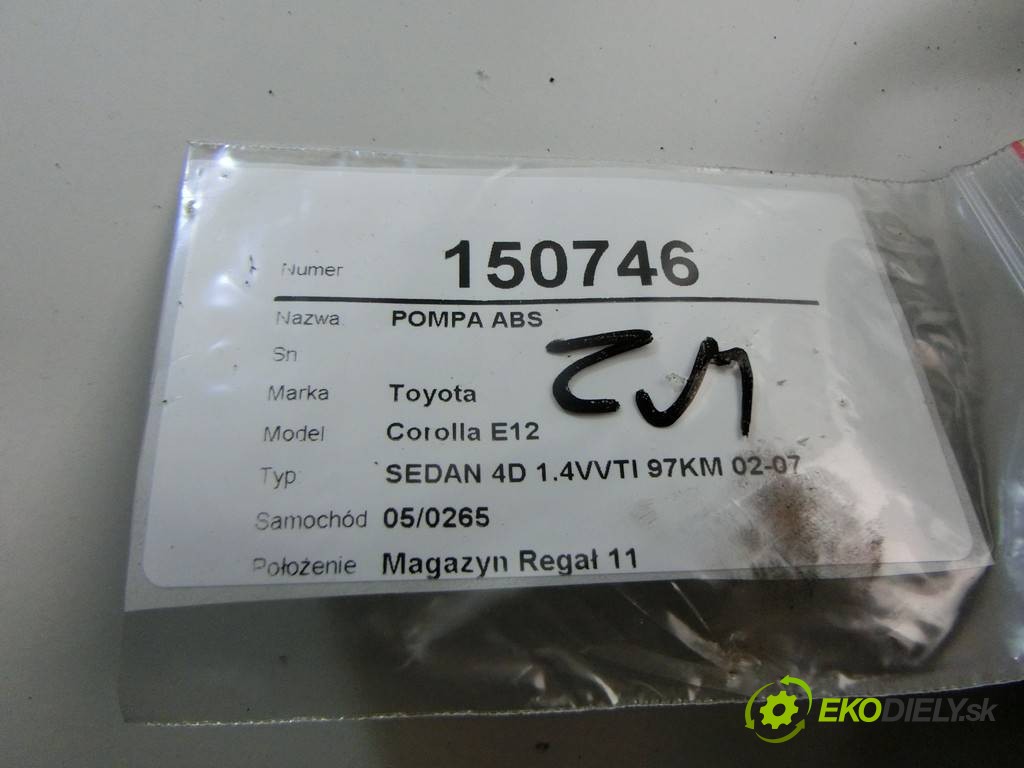 Numer 150746
Nazwa POMPA ABS
Sn
Marka Toyota
Model Corolla E12
Typ SEDAN 4D 1.4VVTI 97KM 02-07
Samochód 05/0265
Położenie Magazyn Regał 11
EKODIELY.sk